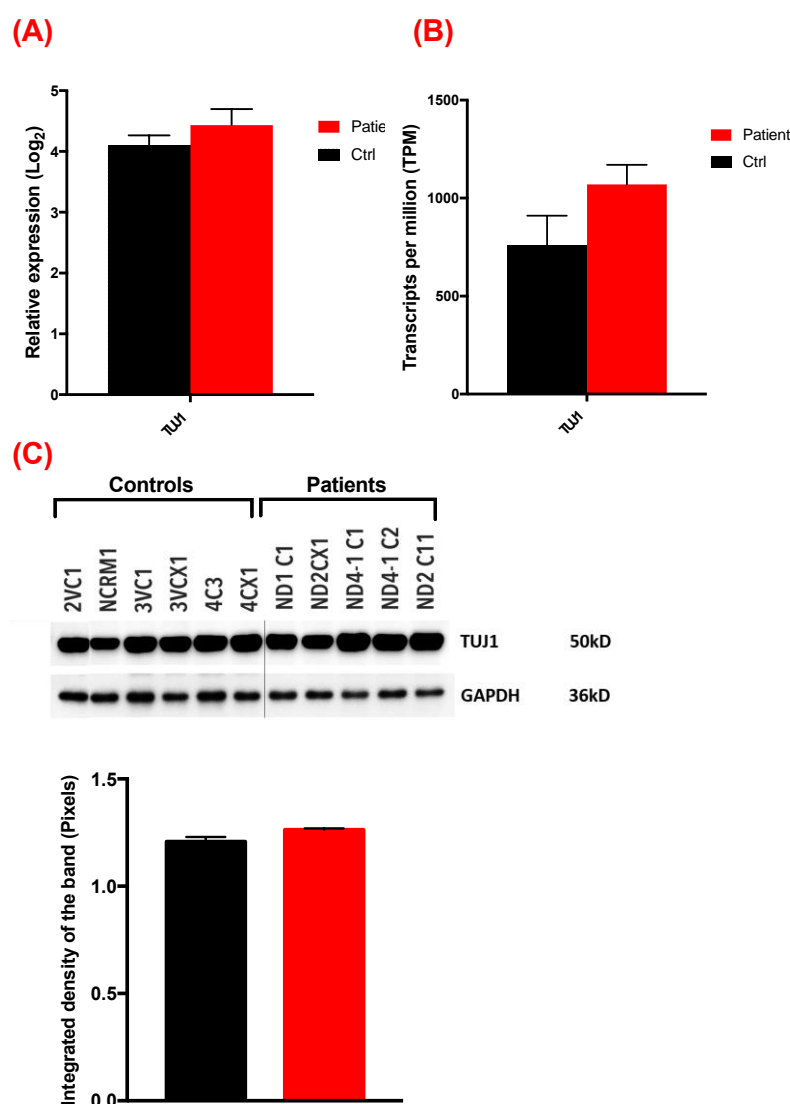 (A)
(B)
Relative expression (Log2)
5
4
3
2
1
0
TUJ1
Patie
Ctrl
Transcripts per million (TPM)
1500
1000
500
0
TUJ1
Patient
Ctrl
(C)
Controls
Patients
2VC1
NCRM1
3VC1
3VCX1
4C3
4CX1
ND1 C1
ND2CX1
ND4-1 C1
ND4-1 C2
ND2 C11
TUJ1 50kD
GAPDH 36kD
Integrated density of the band (Pixels)
1.5
1.0
0.5
0.0